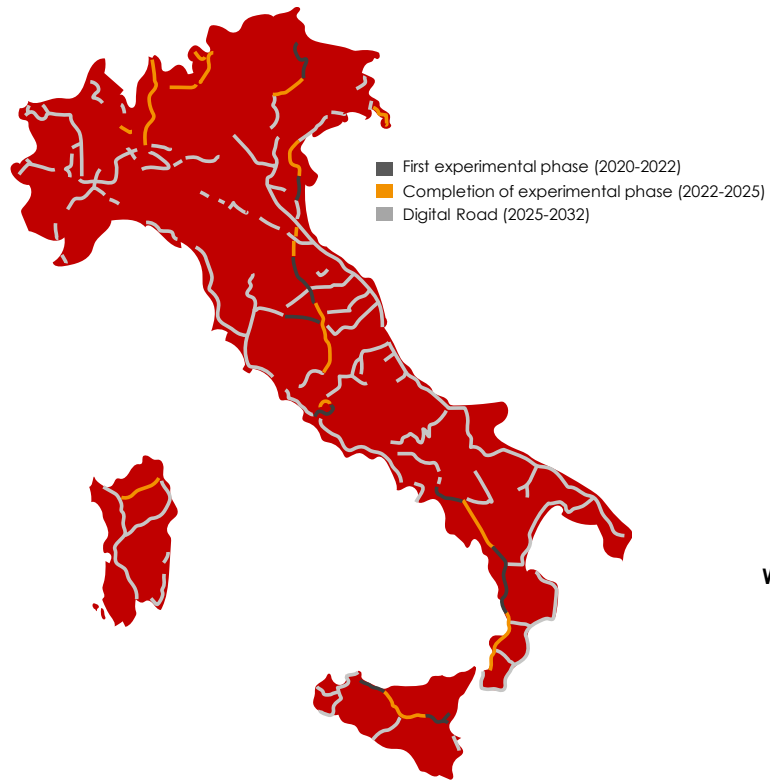 First experimental phase (2020-2022)
Completion of experimental phase (2022-2025)
Digital Road (2025-2032)